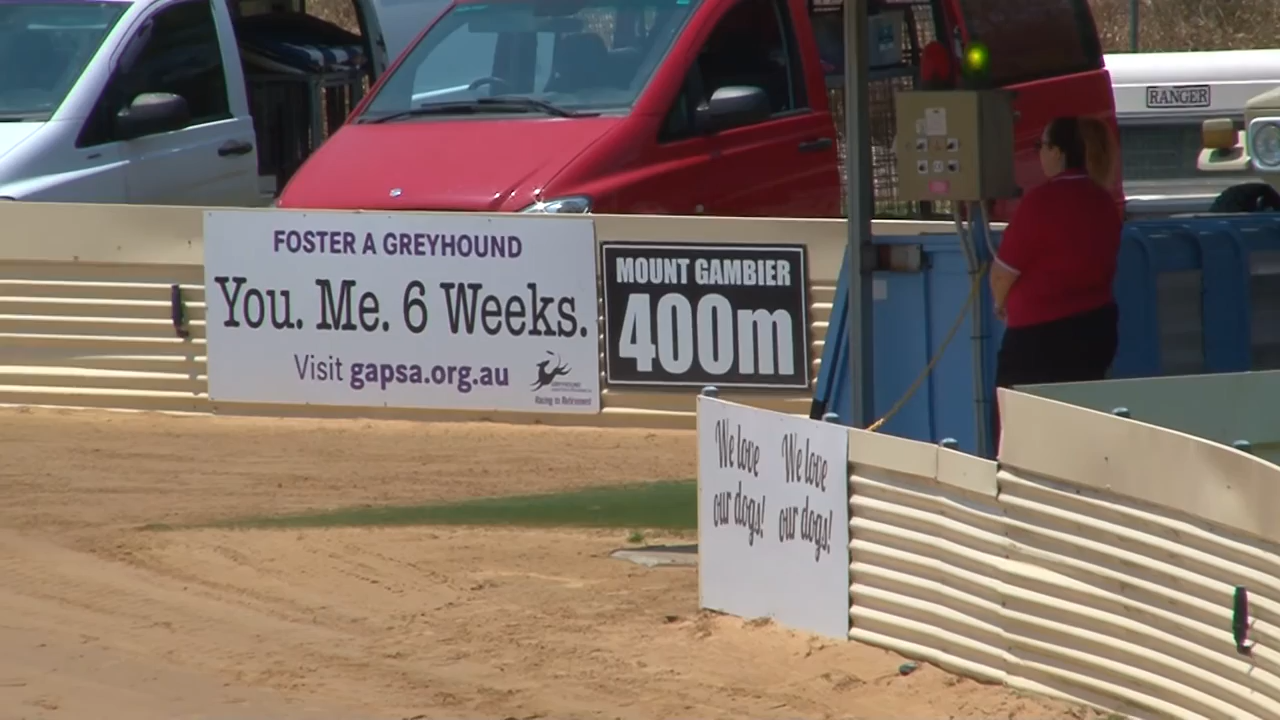 RANGER
FOSTER A GREYHOUND
You. Me. 6 Weeks.
Visit gapsa.org.au
GREYHOUND
Racing to Retirement
MOUNT GAMBIER
400m
We love
our dogs!
We love
our dogs!